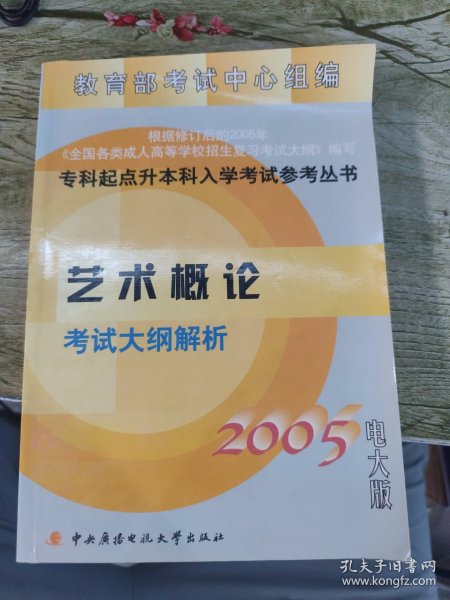 教育部考试中心组编
根据修订后的2005年
《全国各类成人高等学校招生复习考试大纲》编写
专科起点升本科入学考试参考丛书
艺术概论
考试大纲解析
2005
电大版
中央广播电视大学出版社
孔夫子旧书网
www.kongfz.com